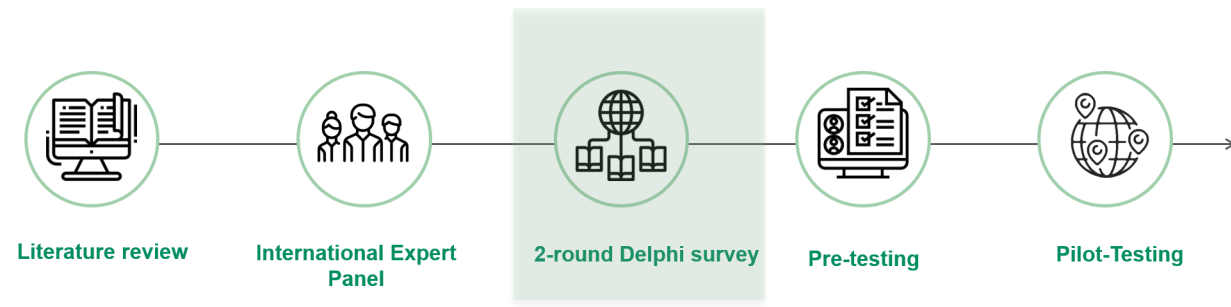 Literature review
International Expert
Panel
2-round Delphi survey
Pre-testing
Pilot-Testing